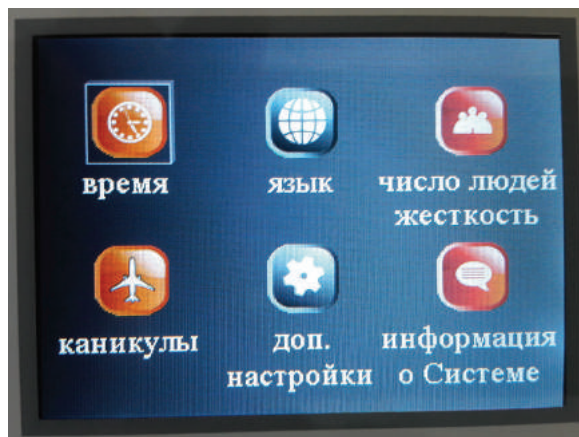 время
язык
число людей
жесткость
каникулы
доп.
настройки
информация
о Системе